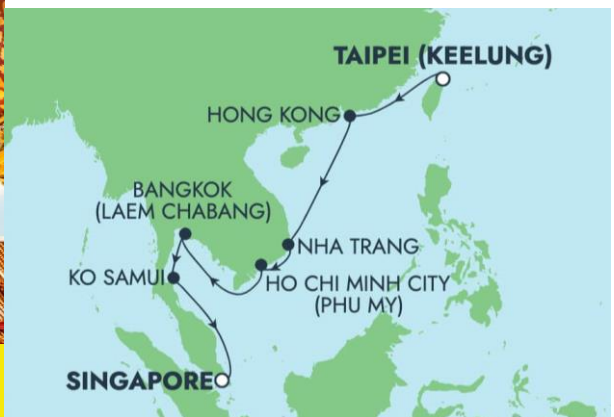 TAIPEI (KEELUNG)
HONG KONG
BANGKOK
(LAEM CHABANG)
NHA TRANG
KO SAMUI
HO CHI MINH CITY
(PHU MY)
SINGAPORE